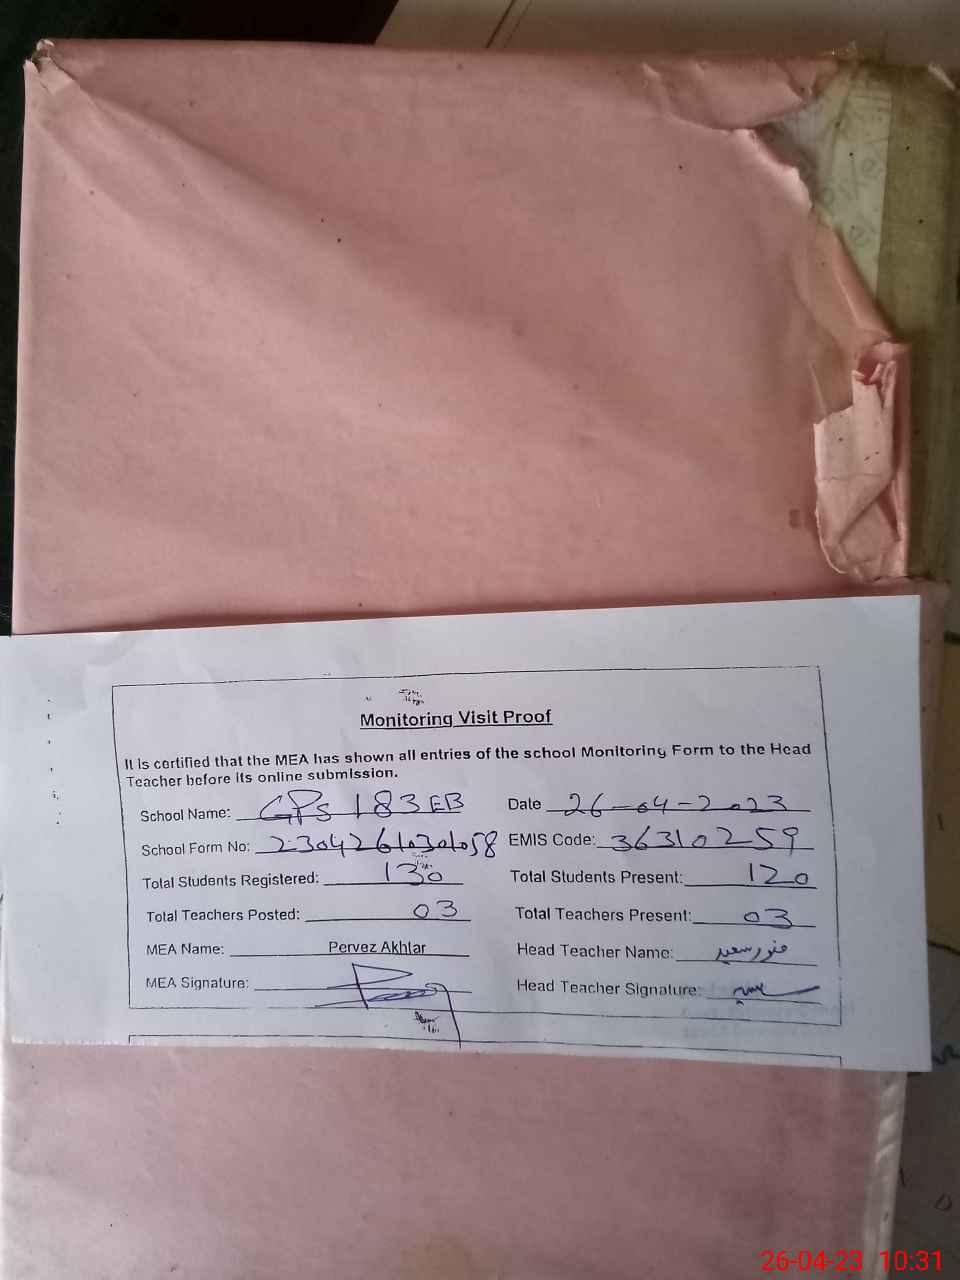 Monitoring Visit Proof
It is certified that the MEA has shown all entries of the school Monitoring Form to the Head
Teacher before its online submission.
School Name: GPS 183 EB Date 26-04-2023
School Form No: EMIS Code: 36310259
Total Students Registered: 130 Total Students Present: 120
Total Teachers Posted: 03 Total Teachers Present: 03
MEA Name: Pervez Akhtar Head Teacher Name: منور سعید
MEA Signature: Head Teacher Signature:
26-04-23 10:31